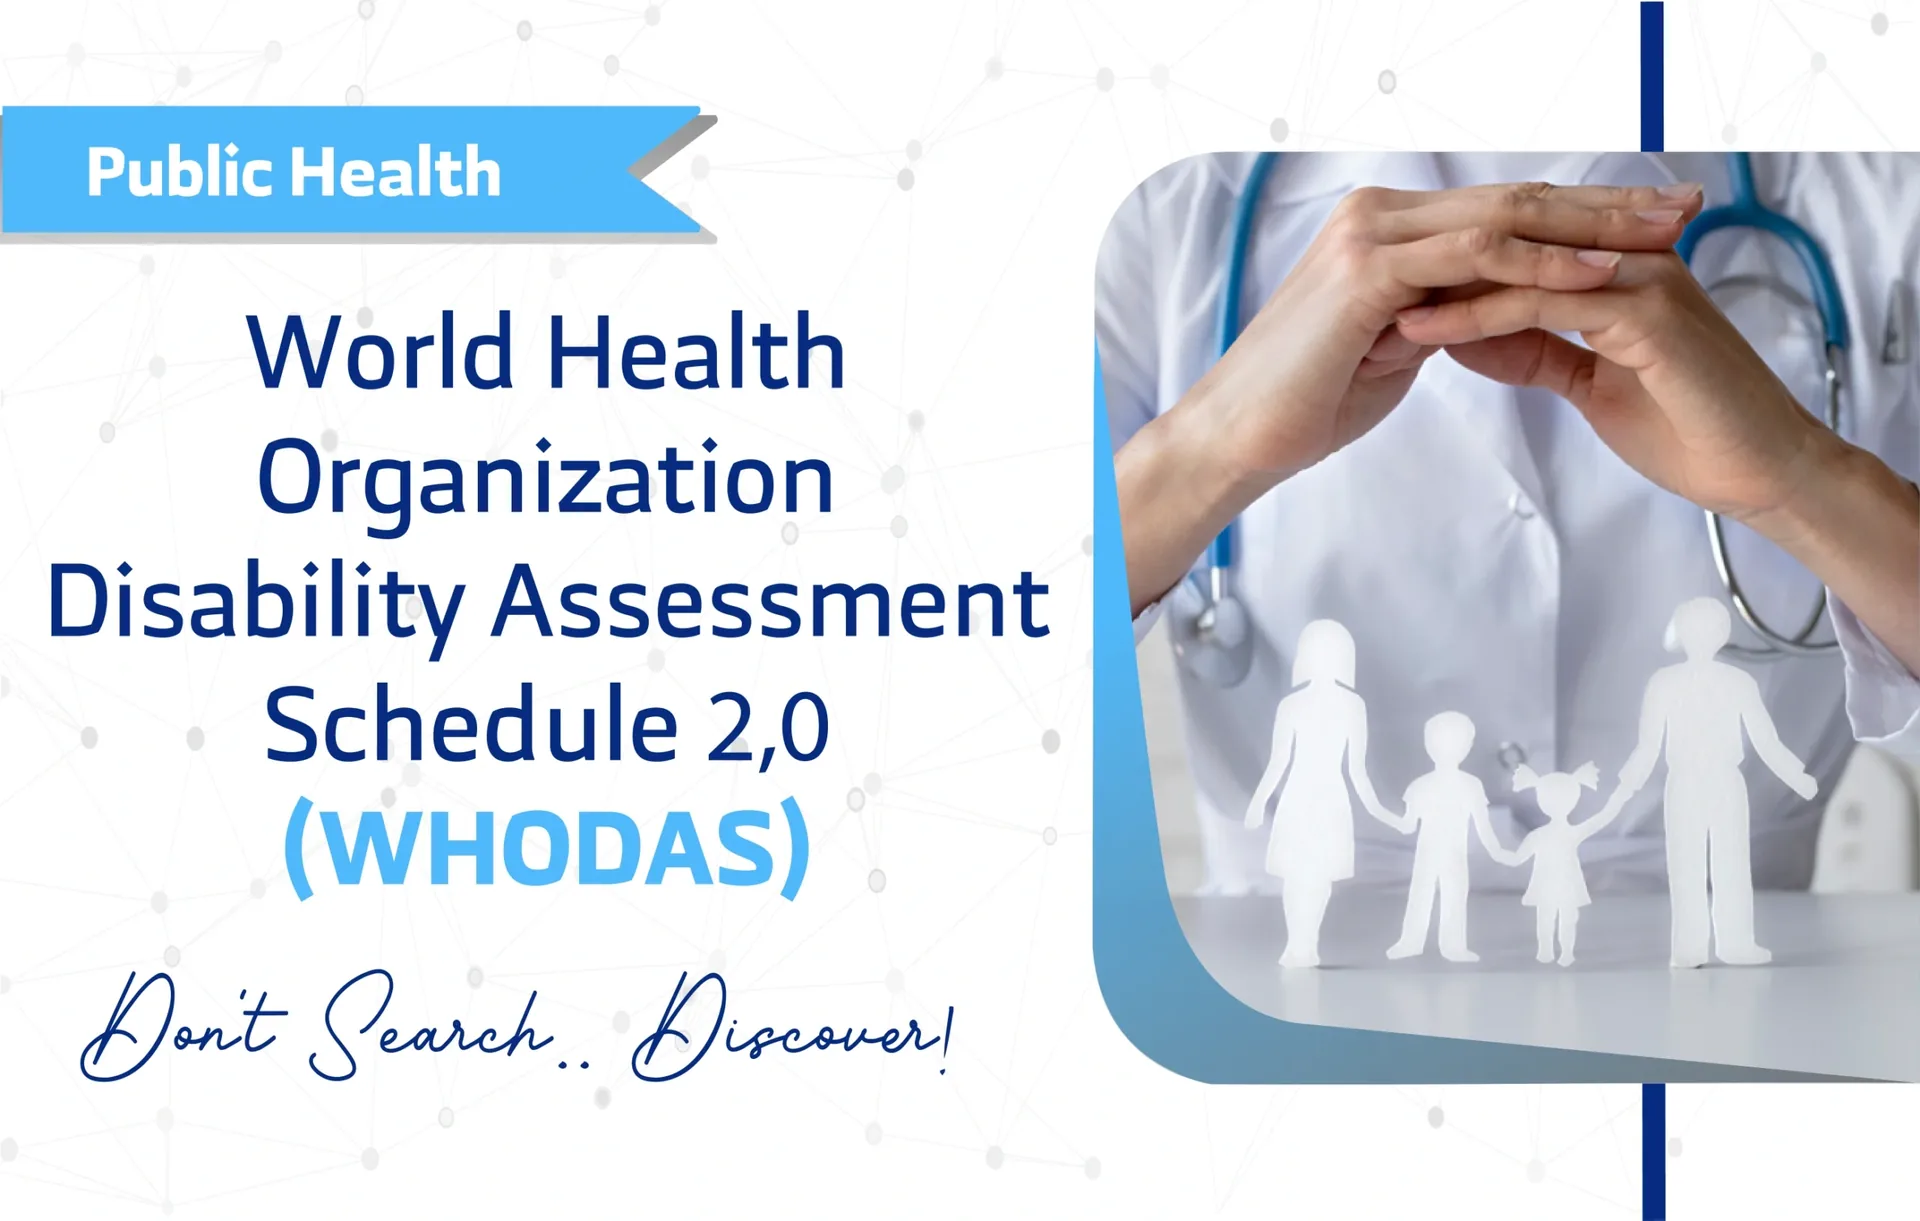 Public Health
World Health
Organization
Disability Assessment
Schedule 2,0
(WHODAS)
Don't Search.. Discover!